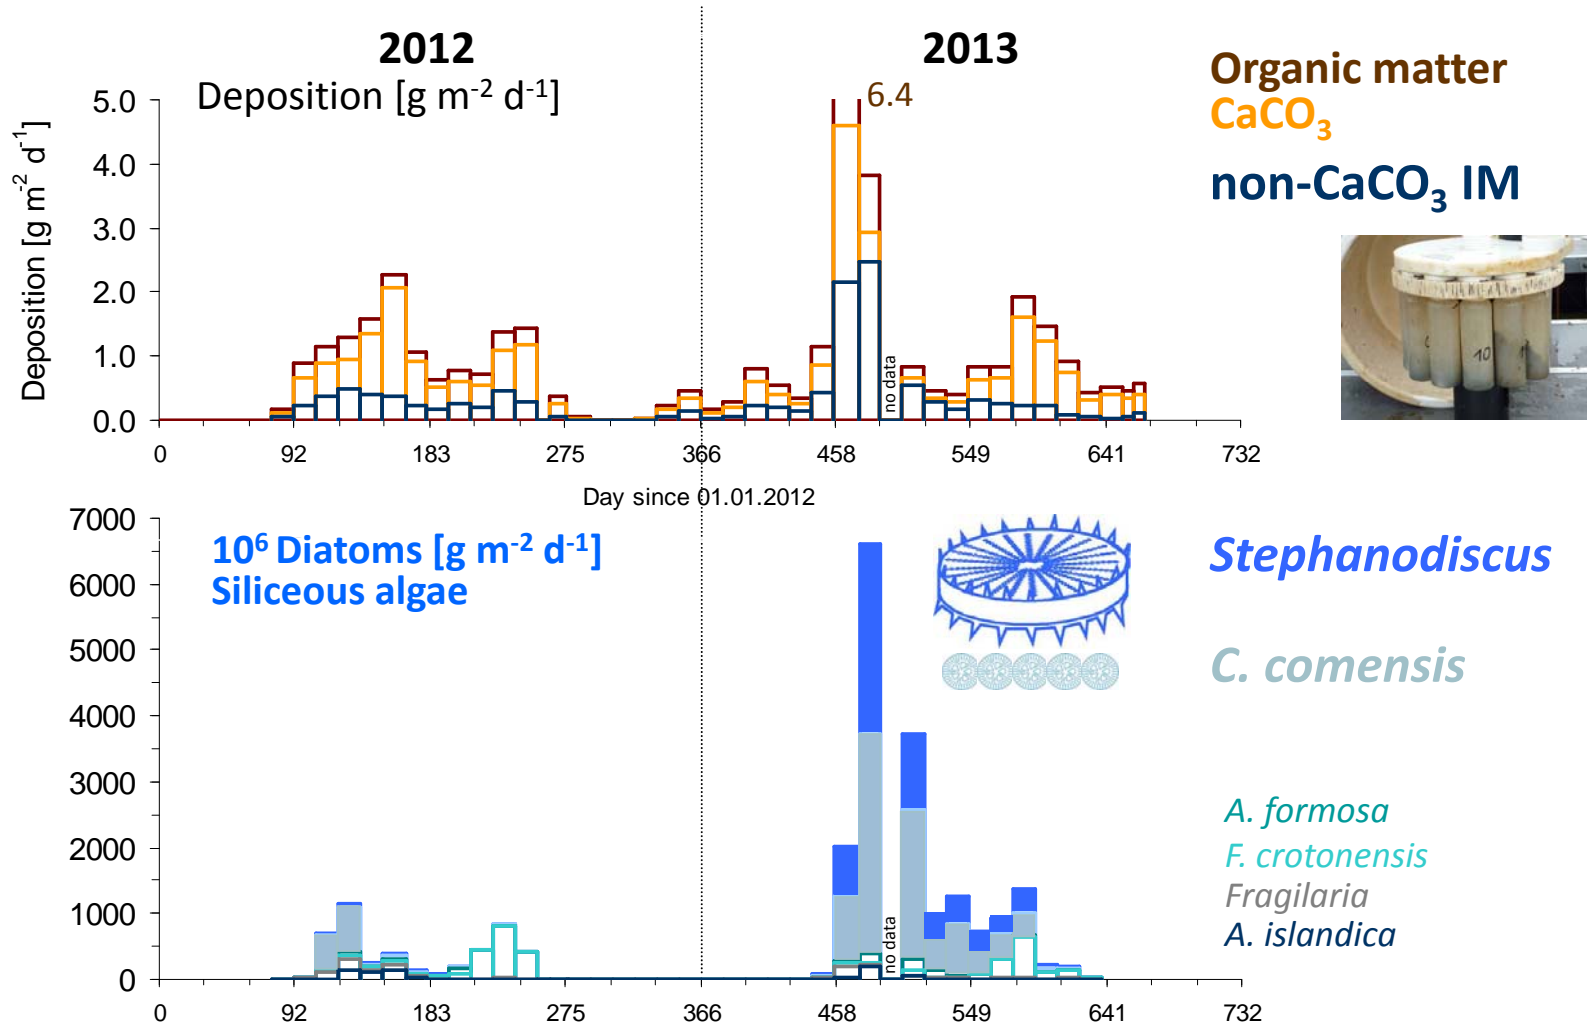 2012
2013
Deposition [g m-2 d-1]
6.4
Organic matter
CaCO3
non-CaCO3 IM
Deposition [g m-2 d-1]
5.0
4.0
3.0
2.0
1.0
0.0
no data
10
0 92 183 275 366 458 549 641 732
Day since 01.01.2012
10⁶ Diatoms [g m-2 d-1]
Siliceous algae
Stephanodiscus
C. comensis
A. formosa
F. crotonensis
Fragilaria
A. islandica
7000
6000
5000
4000
3000
2000
1000
0
no data
0 92 183 275 366 458 549 641 732